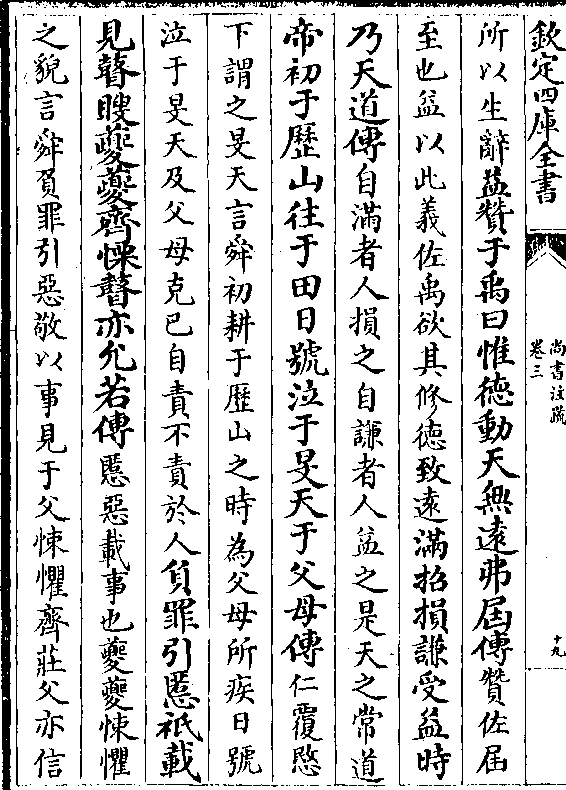 欽定四庫全書
尚書注疏
卷三
十九
所以生辭益贊于禹曰惟德動天無遠弗屆傳贊佐屆
至也益以此義佐禹欲其修德致遠滿招損謙受益時
乃天道傳自滿者人損之自謙者人益之是天之常道
帝初于歷山往于田日號泣于旻天于父母傳仁覆愍
下謂之旻天言舜初耕于歷山之時為父母所疾日號
泣于旻天及父母克已自責不責於人負罪引慝祇載
見瞽瞍夔夔齊慄瞽亦允若傳慝惡載事也夔夔悚懼
之貌言舜負罪引惡敬以事見于父悚懼齊莊父亦信